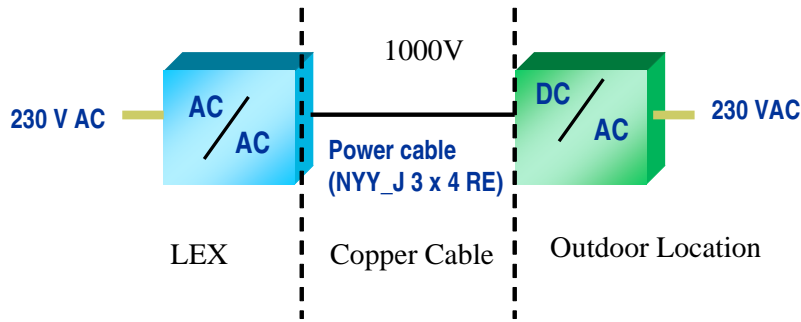 1000V
230 V AC
AC
AC
DC
AC
230 VAC
Power cable
(NYY_J 3 x 4 RE)
LEX
Copper Cable
Outdoor Location